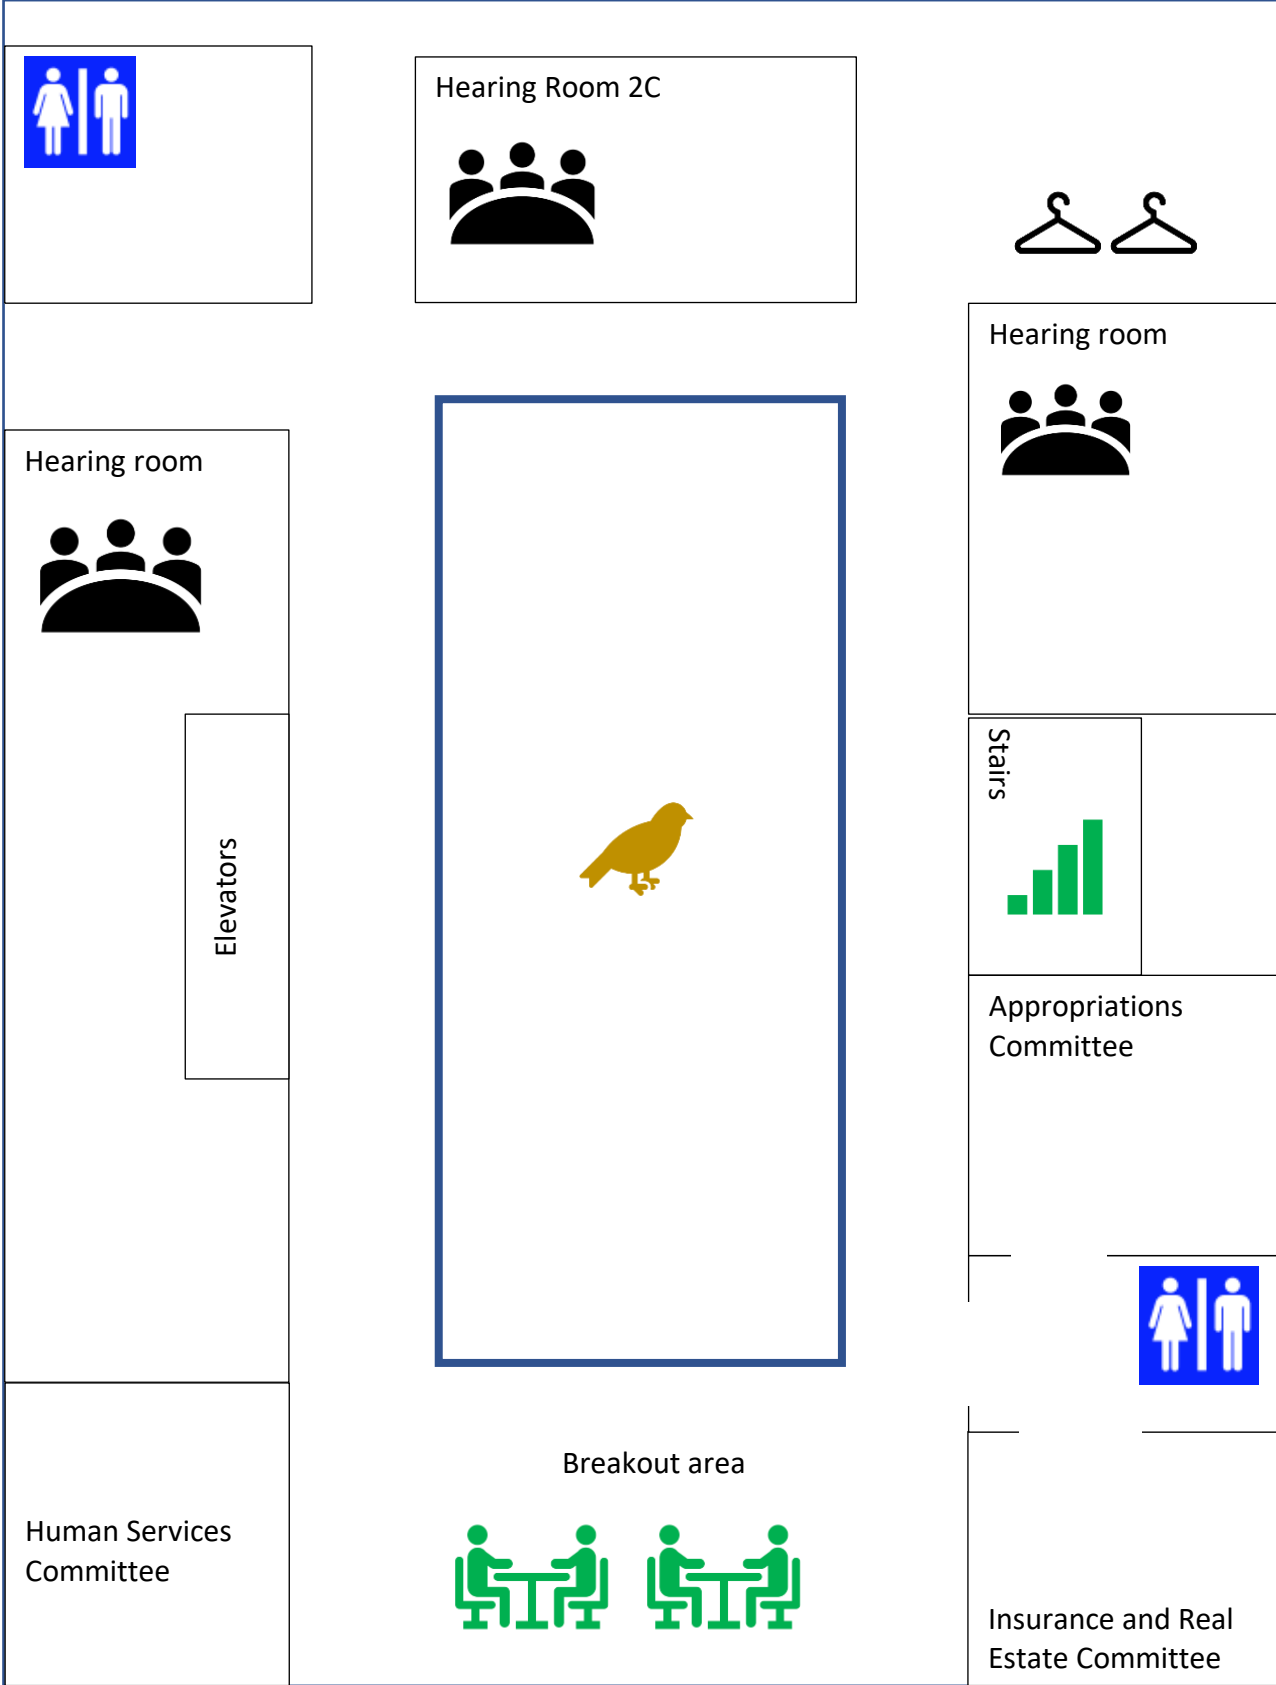 Hearing Room 2C
Hearing room
Hearing room
Stairs
Elevators
Appropriations
Committee
Breakout area
Human Services
Committee
Insurance and Real
Estate Committee